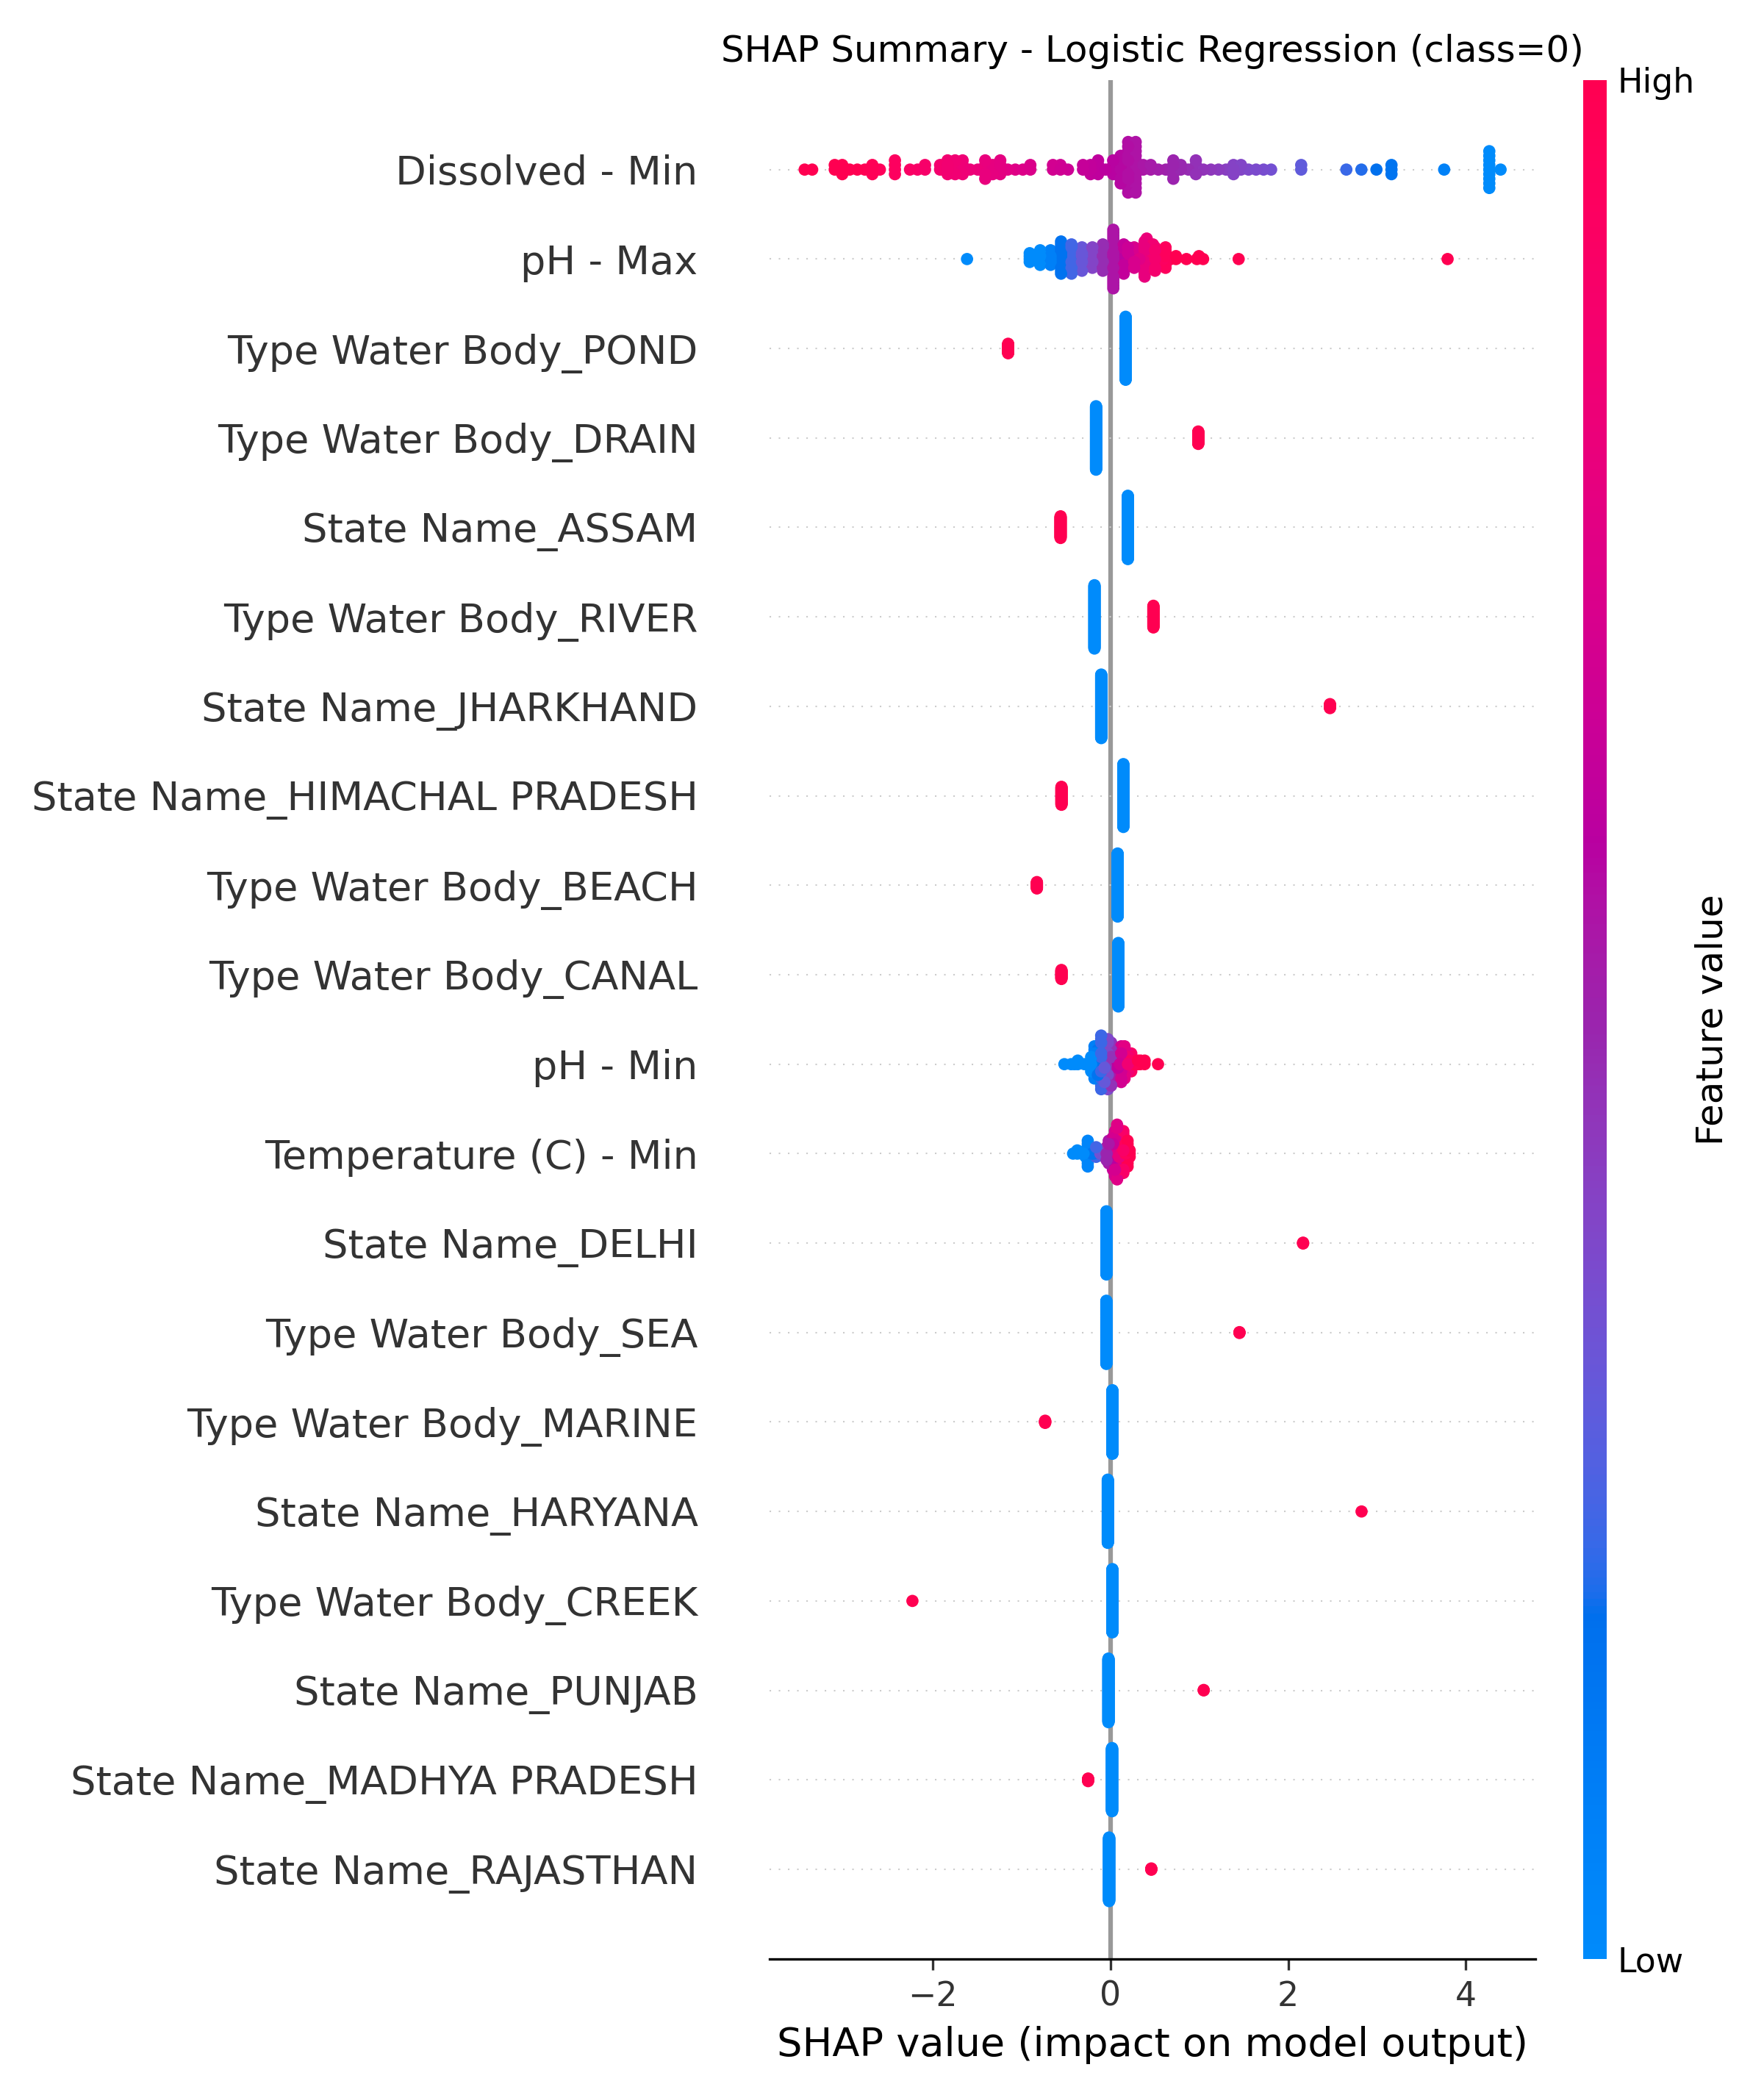 SHAP Summary - Logistic Regression (class=0)
High
Dissolved - Min
pH - Max
Type Water Body_POND
Type Water Body_DRAIN
State Name_ASSAM
Type Water Body_RIVER
State Name_JHARKHAND
State Name_HIMACHAL PRADESH
Type Water Body_BEACH
Type Water Body_CANAL
pH - Min
Temperature (C) - Min
State Name_DELHI
Type Water Body_SEA
Type Water Body_MARINE
State Name_HARYANA
Type Water Body_CREEK
State Name_PUNJAB
State Name_MADHYA PRADESH
State Name_RAJASTHAN
Feature value
Low
−2 0 2 4
SHAP value (impact on model output)